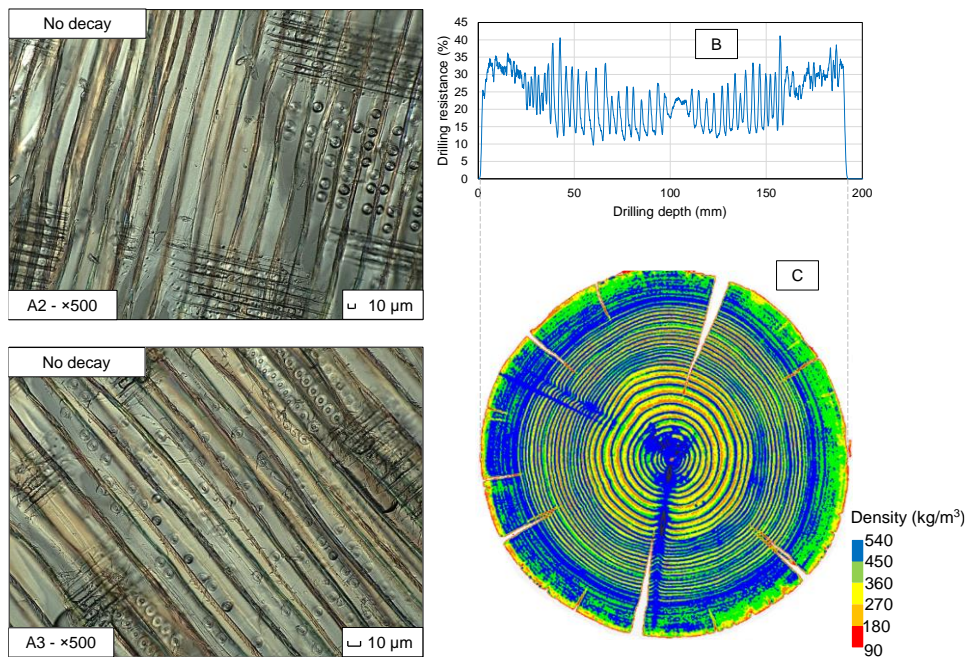 No decay
A2 - ×500
10 µm
No decay
A3 - ×500
10 µm
B
Drilling resistance (%)
45
40
35
30
25
20
15
10
5
0
0 50 100 150 200
Drilling depth (mm)
C
Density (kg/m³)
540
450
360
270
180
90